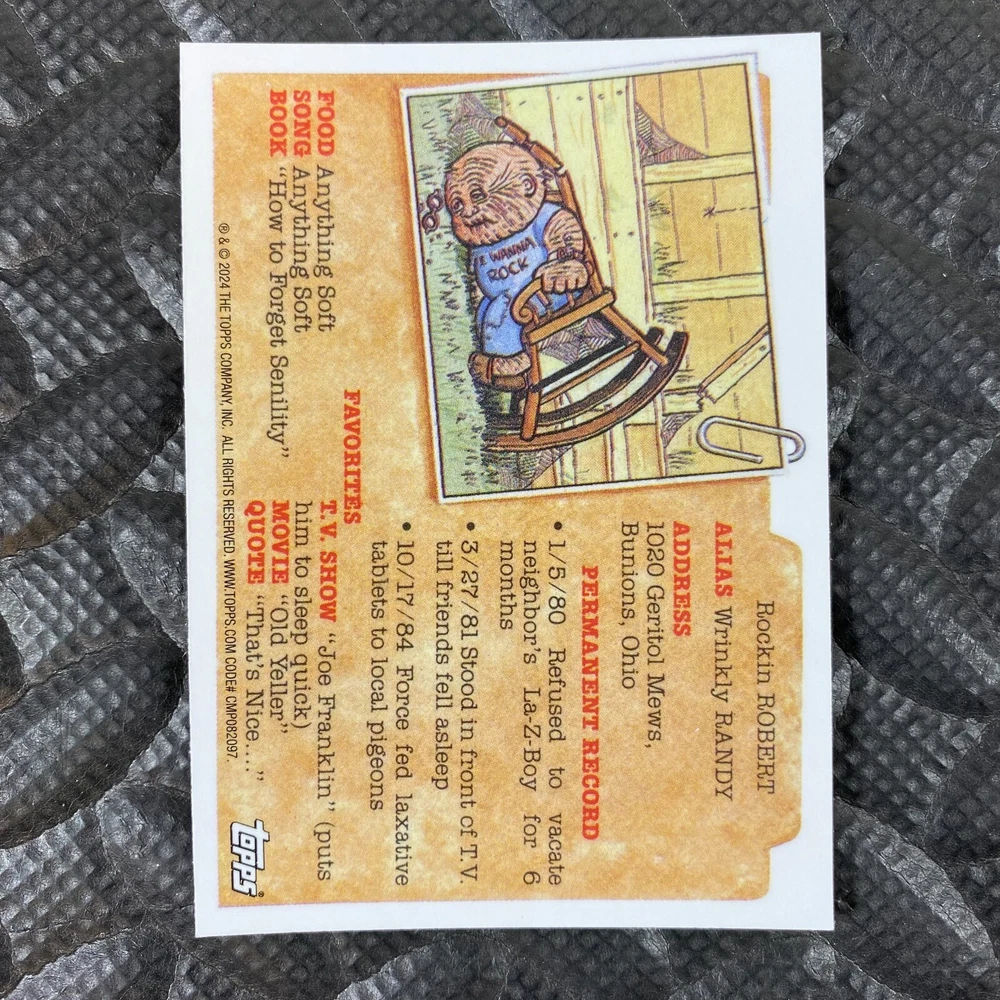 Rockin ROBERT
ALIAS Wrinkly RANDY
ADDRESS
1020 Geritol Mews,
Bunions, Ohio
PERMANENT RECORD
• 1/5/80 Refused to vacate
neighbor's La-Z-Boy for 6
months
• 3/27/81 Stood in front of T.V.
till friends fell asleep
• 10/17/84 Force fed laxative
tablets to local pigeons
WANNA
ROCK
FAVORITES
FOOD Anything Soft
SONG Anything Soft
BOOK "How to Forget Senility"
T.V. SHOW "Joe Franklin" (puts
him to sleep quick)
MOVIE "Old Yeller"
QUOTE "That's Nice..."
® & © 2024 THE TOPPS COMPANY, INC. ALL RIGHTS RESERVED. WWW.TOPPS.COM CODE# CMP082097.
topps®